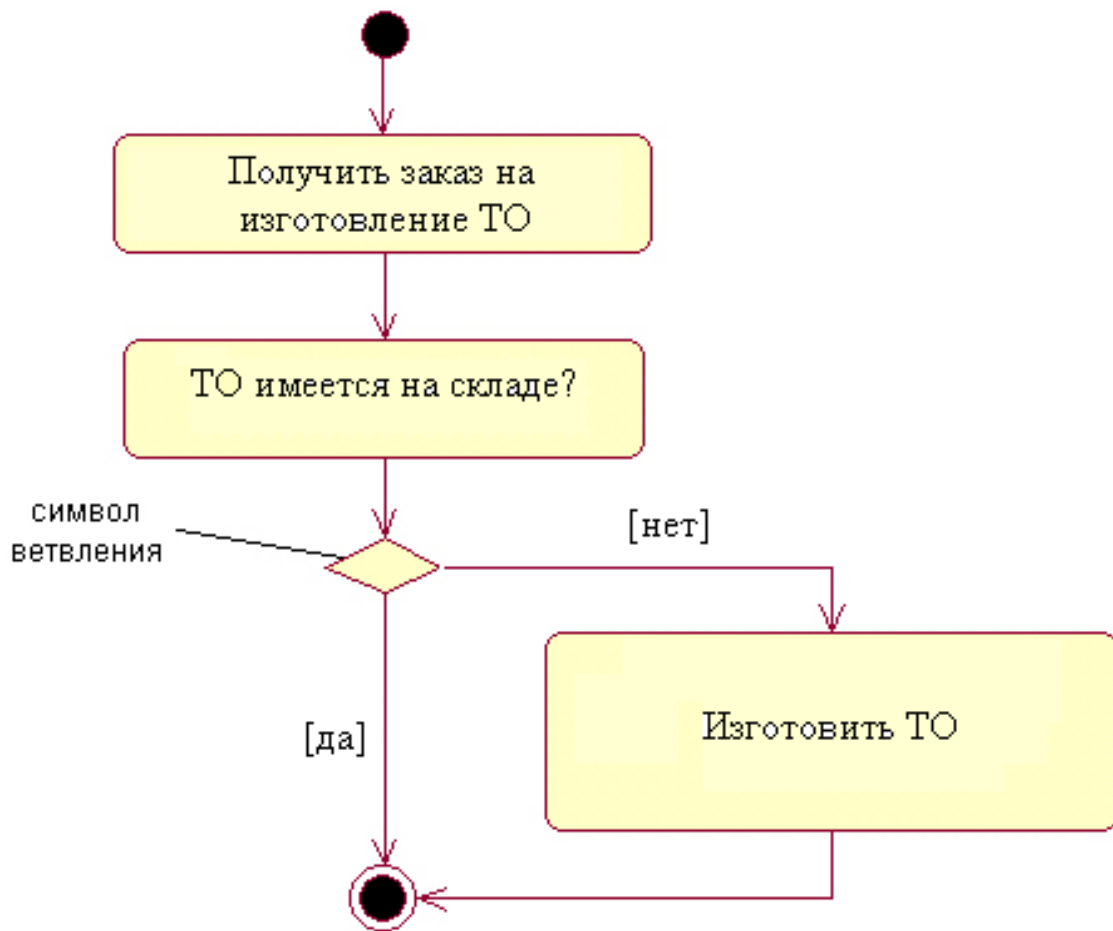 Получить заказ на
изготовление ТО
ТО имеется на складе?
символ
ветвления
[нет]
[да]
Изготовить ТО